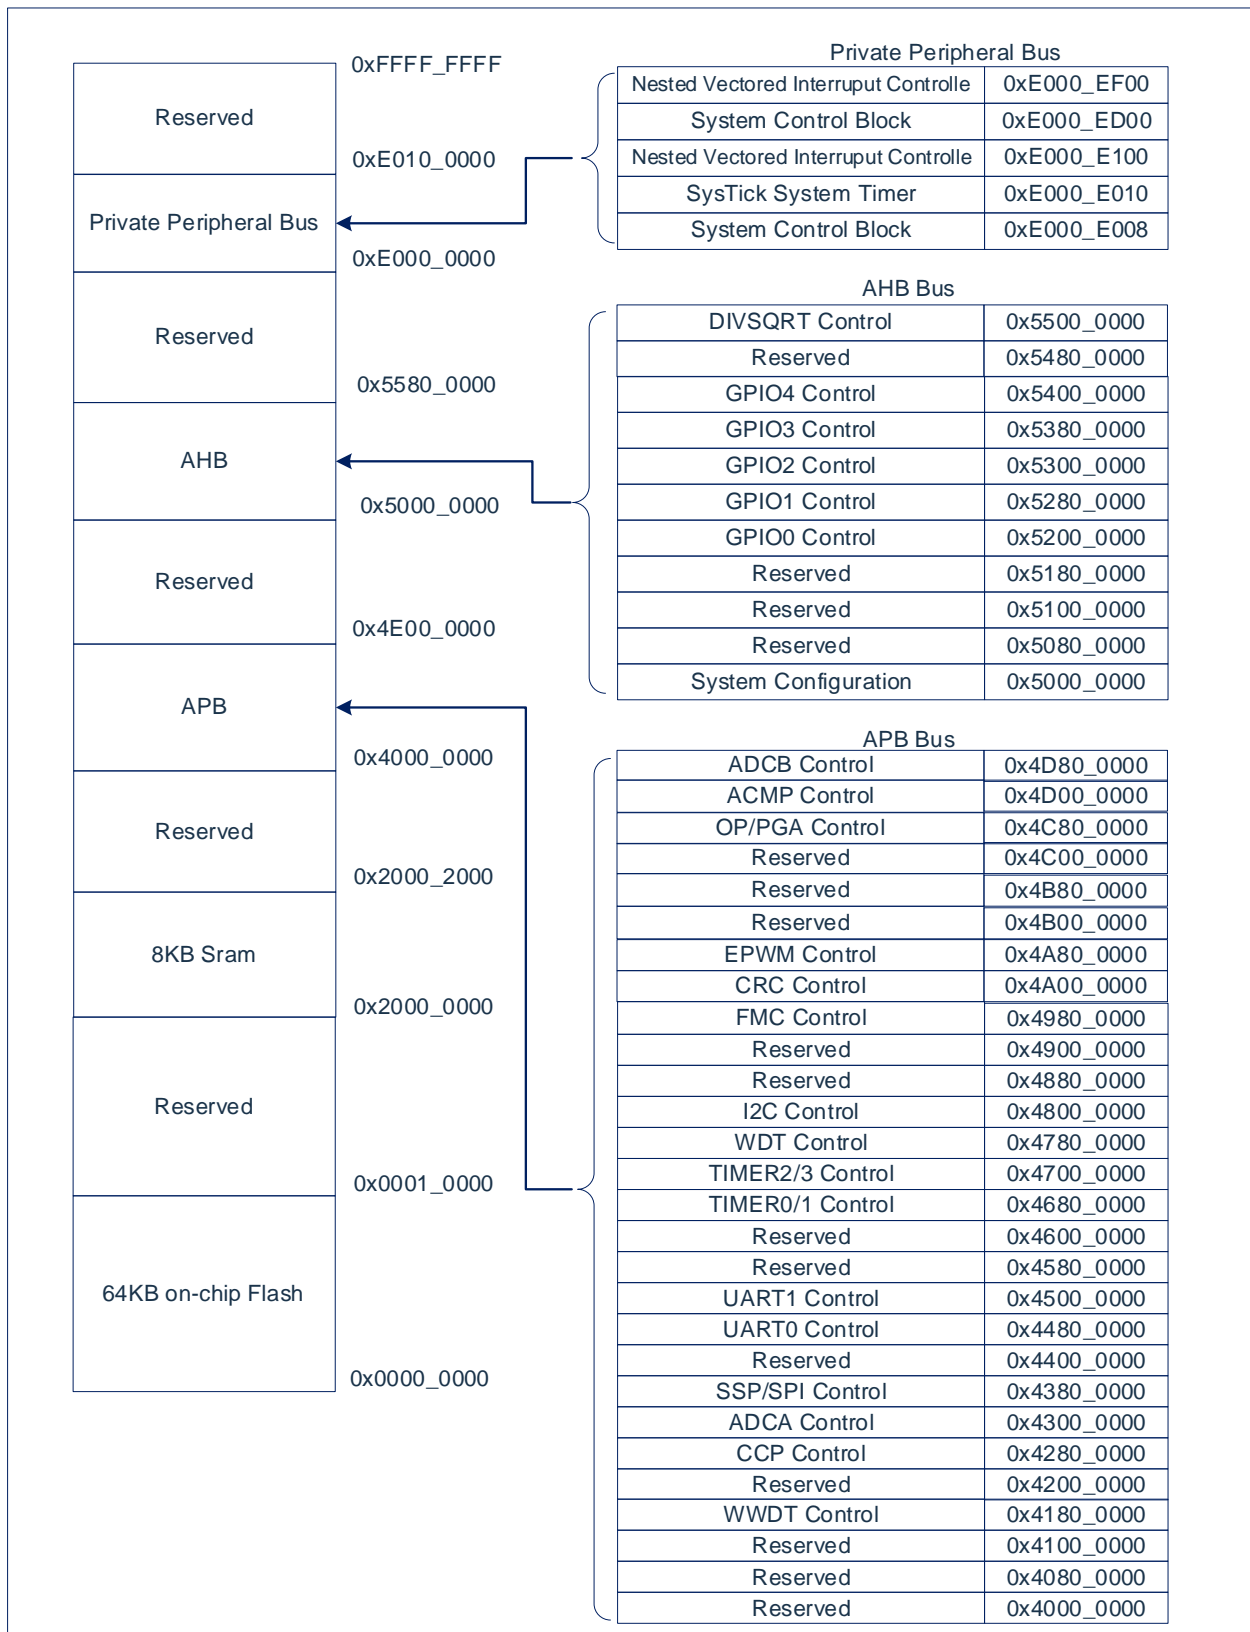 0xFFFF_FFFF
Reserved
0xE010_0000
Private Peripheral Bus
0xE000_0000
Reserved
0x5580_0000
AHB
0x5000_0000
Reserved
0x4E00_0000
APB
0x4000_0000
Reserved
0x2000_2000
8KB Sram
0x2000_0000
Reserved
0x0001_0000
64KB on-chip Flash
0x0000_0000
Private Peripheral Bus
Nested Vectored Interruput Controlle 0xE000_EF00
System Control Block 0xE000_ED00
Nested Vectored Interruput Controlle 0xE000_E100
SysTick System Timer 0xE000_E010
System Control Block 0xE000_E008
AHB Bus
DIVSQRT Control 0x5500_0000
Reserved 0x5480_0000
GPIO4 Control 0x5400_0000
GPIO3 Control 0x5380_0000
GPIO2 Control 0x5300_0000
GPIO1 Control 0x5280_0000
GPIO0 Control 0x5200_0000
Reserved 0x5180_0000
Reserved 0x5100_0000
Reserved 0x5080_0000
System Configuration 0x5000_0000
APB Bus
ADCB Control 0x4D80_0000
ACMP Control 0x4D00_0000
OP/PGA Control 0x4C80_0000
Reserved 0x4C00_0000
Reserved 0x4B80_0000
Reserved 0x4B00_0000
EPWM Control 0x4A80_0000
CRC Control 0x4A00_0000
FMC Control 0x4980_0000
Reserved 0x4900_0000
Reserved 0x4880_0000
I2C Control 0x4800_0000
WDT Control 0x4780_0000
TIMER2/3 Control 0x4700_0000
TIMER0/1 Control 0x4680_0000
Reserved 0x4600_0000
Reserved 0x4580_0000
UART1 Control 0x4500_0000
UART0 Control 0x4480_0000
Reserved 0x4400_0000
SSP/SPI Control 0x4380_0000
ADCA Control 0x4300_0000
CCP Control 0x4280_0000
Reserved 0x4200_0000
WWDT Control 0x4180_0000
Reserved 0x4100_0000
Reserved 0x4080_0000
Reserved 0x4000_0000